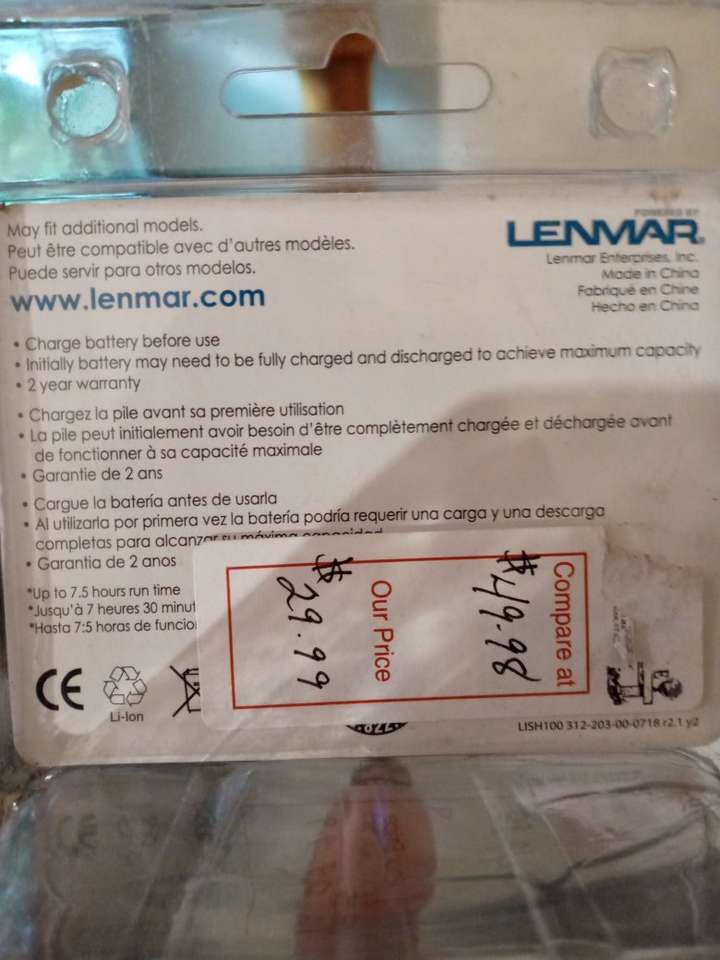 May fit additional models.
Peut être compatible avec d'autres modèles.
Puede servir para otros modelos.
www.lenmar.com
POWERED BY
LENMAR®
Lenmar Enterprises, Inc.
Made in China
Fabriqué en Chine
Hecho en China
• Charge battery before use
• Initially battery may need to be fully charged and discharged to achieve maximum capacity
• 2 year warranty
• Chargez la pile avant sa première utilisation
• La pile peut initialement avoir besoin d'être complètement chargée et déchargée avant
de fonctionner à sa capacité maximale
• Garantie de 2 ans
• Cargue la batería antes de usarla
• Al utilizarla por primera vez la batería podría requerir una carga y una descarga
completas para alcanzar su máxima capacidad
• Garantia de 2 anos
*Up to 7.5 hours run time
*Jusqu'à 7 heures 30 minut
*Hasta 7:5 horas de funcio
CE
Li-Ion
Compare at
$49.98
Our Price
$29.99
LISH100 312-203-00-0718 r2.1 y2